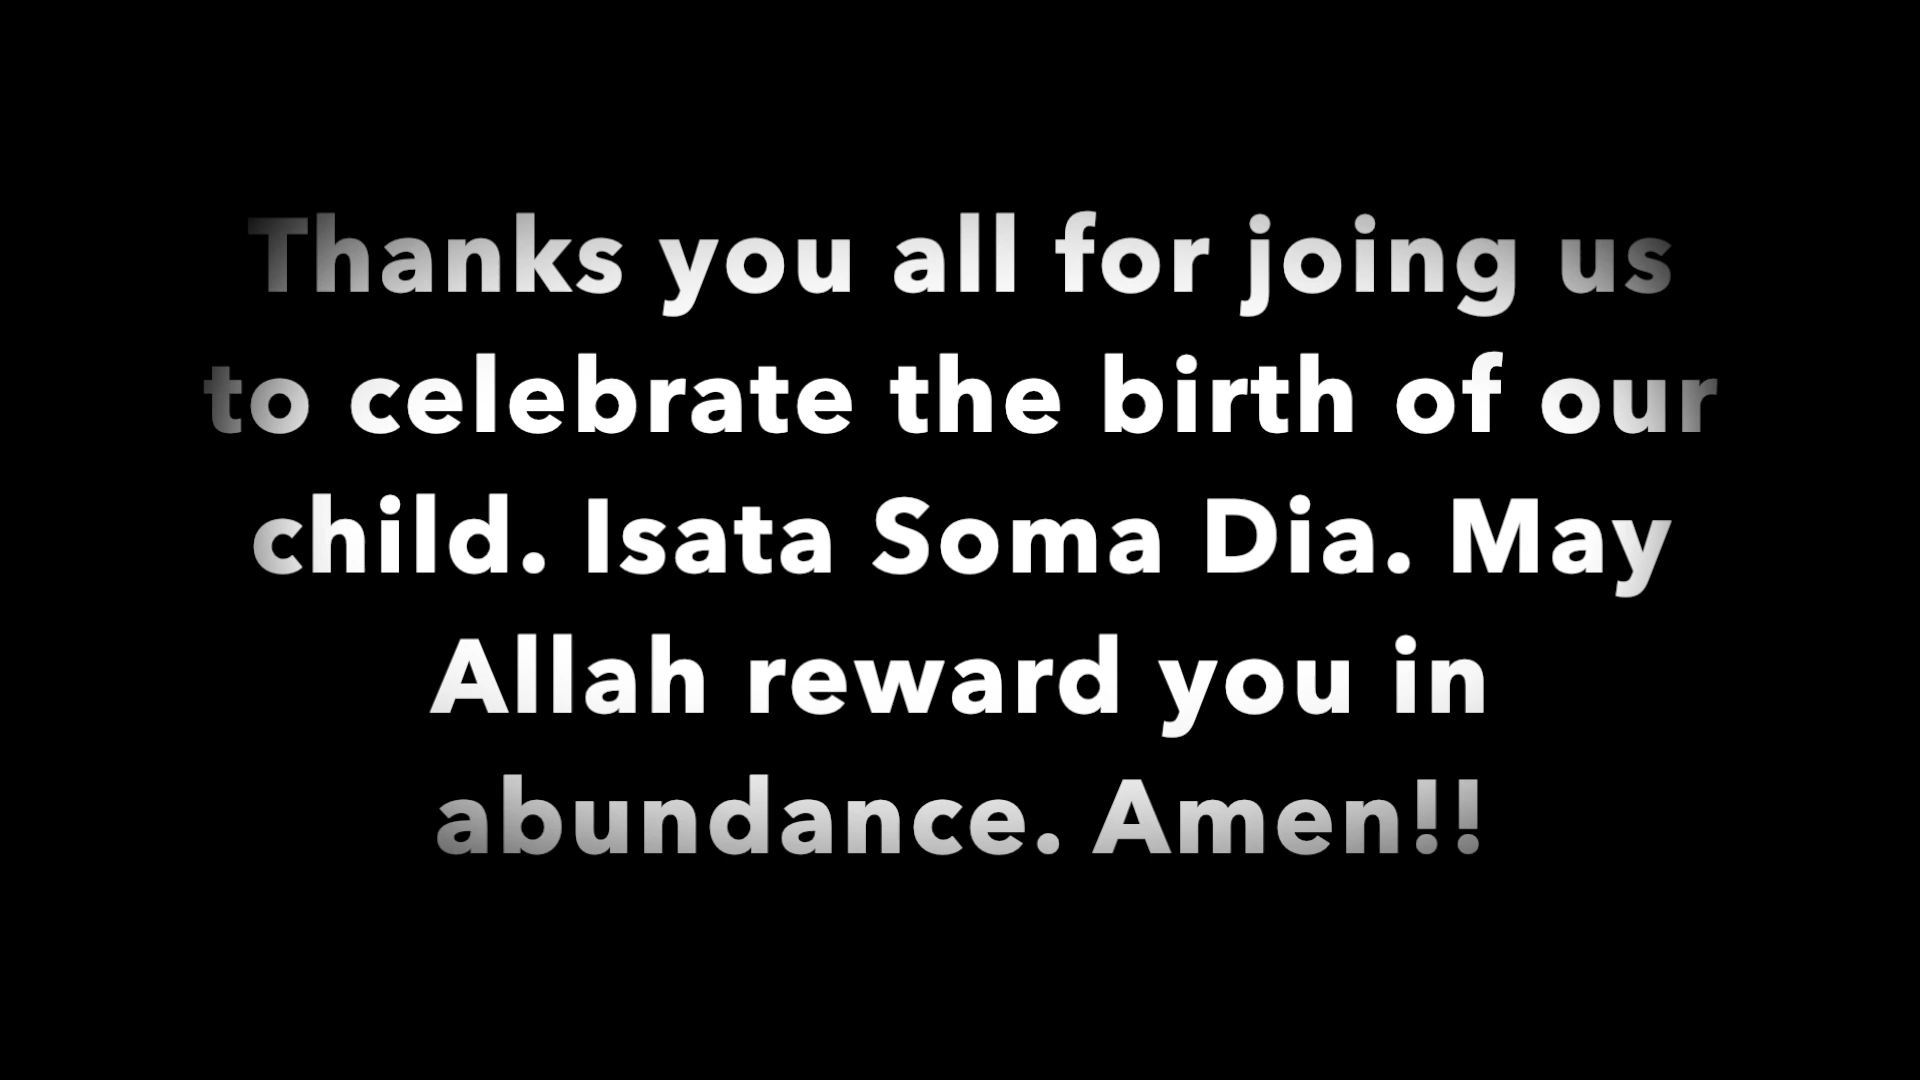 Thanks you all for joing us
to celebrate the birth of our
child. Isata Soma Dia. May
Allah reward you in
abundance. Amen!!